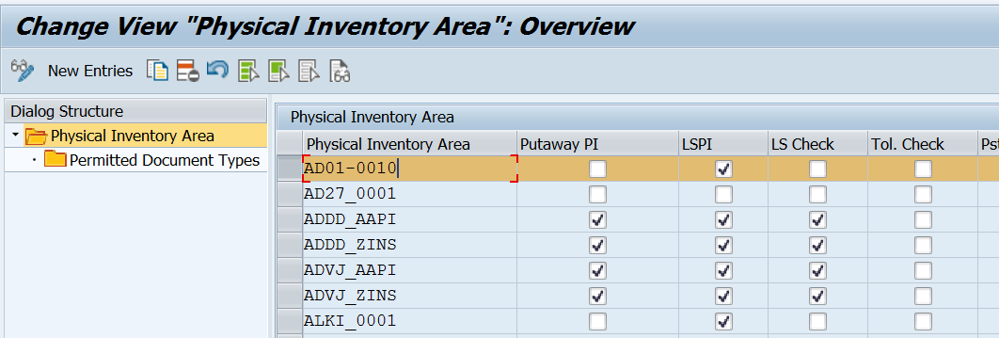 Change View "Physical Inventory Area": Overview
New Entries
Dialog Structure
Physical Inventory Area
Permitted Document Types
Physical Inventory Area
Physical Inventory Area Putaway PI LSPI LS Check Tol. Check Pst
AD01-0010
AD27_0001
ADDD_AAPI
ADDD_ZINS
ADVJ_AAPI
ADVJ_ZINS
ALKI_0001